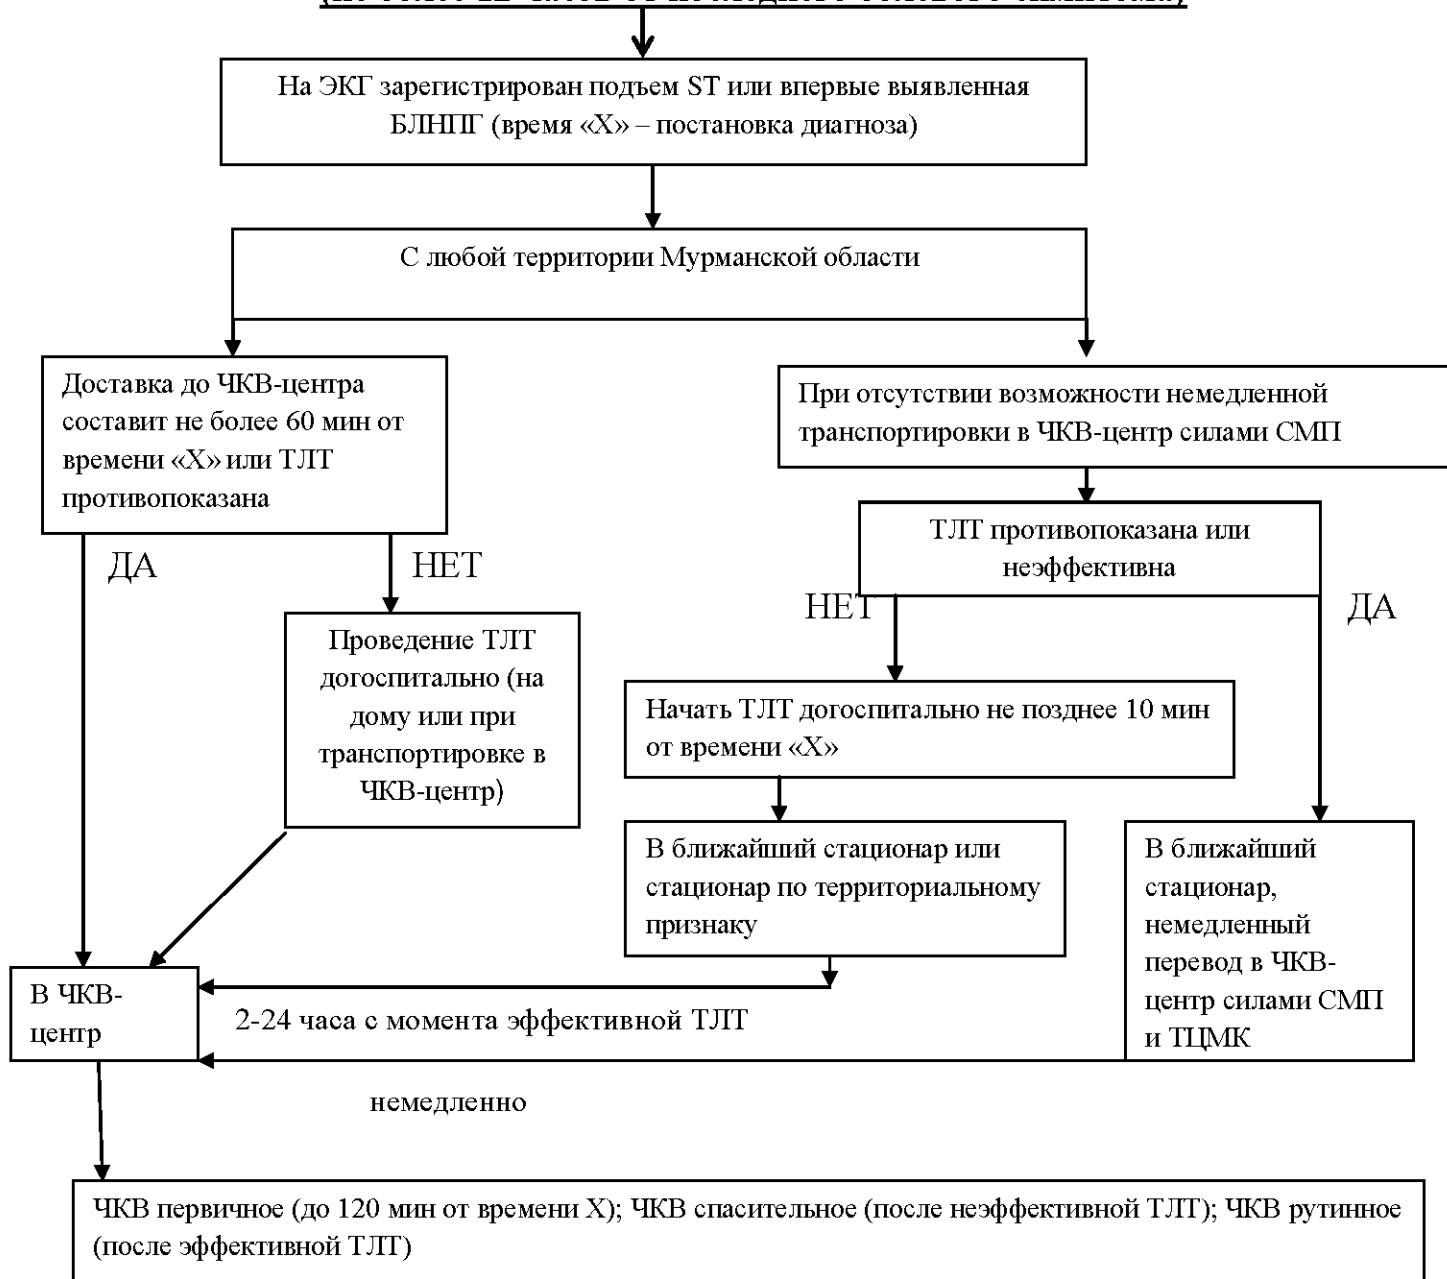 На ЭКГ зарегистрирован подъем ST или впервые выявленная
БЛНПГ (время «X» – постановка диагноза)
С любой территории Мурманской области
Доставка до ЧКВ-центра
составит не более 60 мин от
времени «X» или ТЛТ
противопоказана
При отсутствии возможности немедленной
транспортировки в ЧКВ-центр силами СМП
ТЛТ противопоказана или
неэффективна
ДА
НЕТ
НЕТ
ДА
Проведение ТЛТ
догоспитально (на
дому или при
транспортировке в
ЧКВ-центр)
Начать ТЛТ догоспитально не позднее 10 мин
от времени «X»
В ближайший стационар или
стационар по территориальному
признаку
В ближайший
стационар,
немедленный
перевод в ЧКВ-
центр силами СМП
и ТЦМК
В ЧКВ-
центр
2-24 часа с момента эффективной ТЛТ
немедленно
ЧКВ первичное (до 120 мин от времени X); ЧКВ спасительное (после неэффективной ТЛТ); ЧКВ рутинное
(после эффективной ТЛТ)